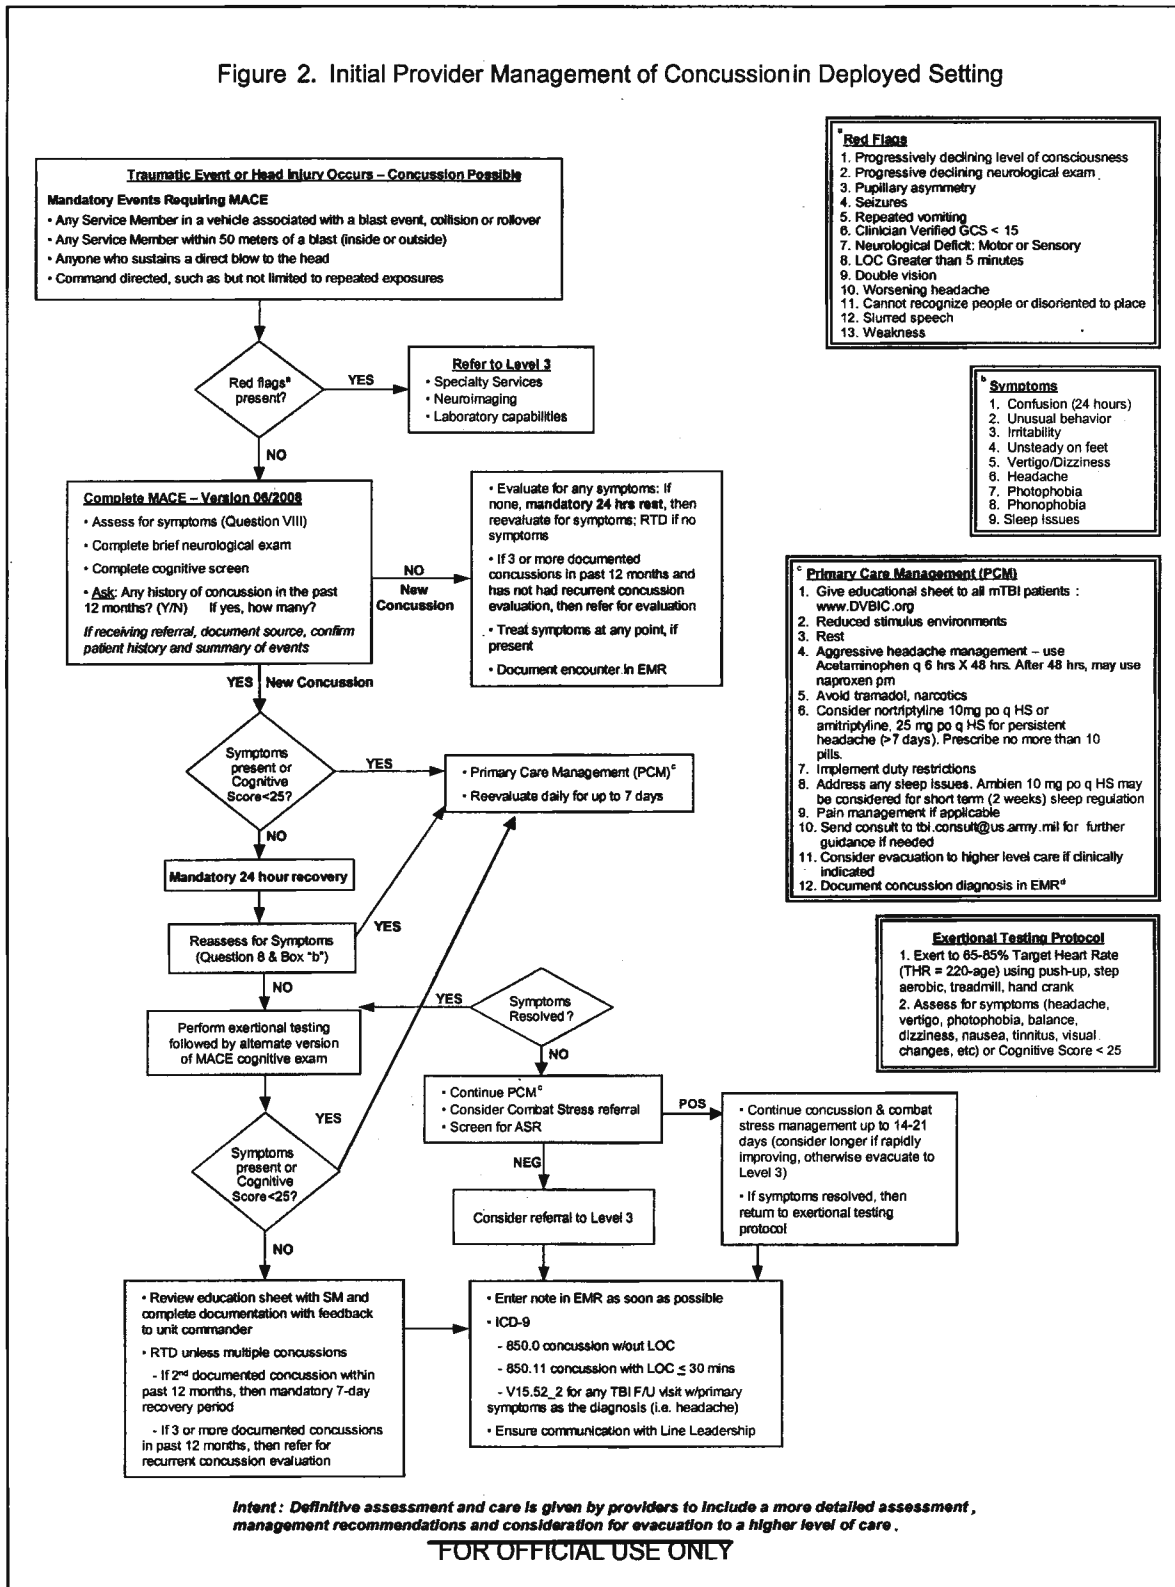 Figure 2. Initial Provider Management of Concussion in Deployed Setting
Traumatic Event or Head Injury Occurs – Concussion Possible
Mandatory Events Requiring MACE
• Any Service Member in a vehicle associated with a blast event, collision or rollover
• Any Service Member within 50 meters of a blast (inside or outside)
• Anyone who sustains a direct blow to the head
• Command directed, such as but not limited to repeated exposures
a Red Flags
1. Progressively declining level of consciousness
2. Progressive declining neurological exam
3. Pupillary asymmetry
4. Seizures
5. Repeated vomiting
6. Clinician Verified GCS < 15
7. Neurological Deficit: Motor or Sensory
8. LOC Greater than 5 minutes
9. Double vision
10. Worsening headache
11. Cannot recognize people or disoriented to place
12. Slurred speech
13. Weakness
Red flags a
present?
YES
Refer to Level 3
• Specialty Services
• Neuroimaging
• Laboratory capabilities
NO
b Symptoms
1. Confusion (24 hours)
2. Unusual behavior
3. Irritability
4. Unsteady on feet
5. Vertigo/Dizziness
6. Headache
7. Photophobia
8. Phonophobia
9. Sleep Issues
Complete MACE – Version 06/2008
• Assess for symptoms (Question VIII)
• Complete brief neurological exam
• Complete cognitive screen
• Ask: Any history of concussion in the past
12 months? (Y/N) If yes, how many?
If receiving referral, document source, confirm
patient history and summary of events
NO
New
Concussion
• Evaluate for any symptoms: If
none, mandatory 24 hrs rest, then
reevaluate for symptoms; RTD if no
symptoms
• If 3 or more documented
concussions in past 12 months and
has not had recurrent concussion
evaluation, then refer for evaluation
• Treat symptoms at any point, if
present
• Document encounter in EMR
YES New Concussion
c Primary Care Management (PCM)
1. Give educational sheet to all mTBI patients :
www.DVBIC.org
2. Reduced stimulus environments
3. Rest
4. Aggressive headache management – use
Acetaminophen q 6 hrs X 48 hrs. After 48 hrs, may use
naproxen prn
5. Avoid tramadol, narcotics
6. Consider nortriptyline 10mg po q HS or
amitriptyline, 25 mg po q HS for persistent
headache (>7 days). Prescribe no more than 10
pills.
7. Implement duty restrictions
8. Address any sleep issues. Ambien 10 mg po q HS may
be considered for short term (2 weeks) sleep regulation
9. Pain management if applicable
10. Send consult to tbi.consult@us.army.mil for further
guidance if needed
11. Consider evacuation to higher level care if clinically
indicated
12. Document concussion diagnosis in EMR d
Symptoms
present or
Cognitive
Score<25?
YES
• Primary Care Management (PCM) c
• Reevaluate daily for up to 7 days
NO
Mandatory 24 hour recovery
YES
Reassess for Symptoms
(Question 8 & Box "b")
NO
Exertional Testing Protocol
1. Exert to 65-85% Target Heart Rate
(THR = 220-age) using push-up, step
aerobic, treadmill, hand crank
2. Assess for symptoms (headache,
vertigo, photophobia, balance,
dizziness, nausea, tinnitus, visual
changes, etc) or Cognitive Score < 25
YES
Symptoms
Resolved?
NO
Perform exertional testing
followed by alternate version
of MACE cognitive exam
YES
• Continue PCM c
• Consider Combat Stress referral
• Screen for ASR
POS
• Continue concussion & combat
stress management up to 14-21
days (consider longer if rapidly
improving, otherwise evacuate to
Level 3)
• If symptoms resolved, then
return to exertional testing
protocol
Symptoms
present or
Cognitive
Score<25?
NEG
Consider referral to Level 3
NO
• Review education sheet with SM and
complete documentation with feedback
to unit commander
• RTD unless multiple concussions
- If 2nd documented concussion within
past 12 months, then mandatory 7-day
recovery period
- If 3 or more documented concussions
in past 12 months, then refer for
recurrent concussion evaluation
• Enter note in EMR as soon as possible
• ICD-9
- 850.0 concussion w/out LOC
- 850.11 concussion with LOC ≤ 30 mins
- V15.52_2 for any TBI F/U visit w/primary
symptoms as the diagnosis (i.e. headache)
• Ensure communication with Line Leadership
Intent: Definitive assessment and care is given by providers to include a more detailed assessment,
management recommendations and consideration for evacuation to a higher level of care.
FOR OFFICIAL USE ONLY